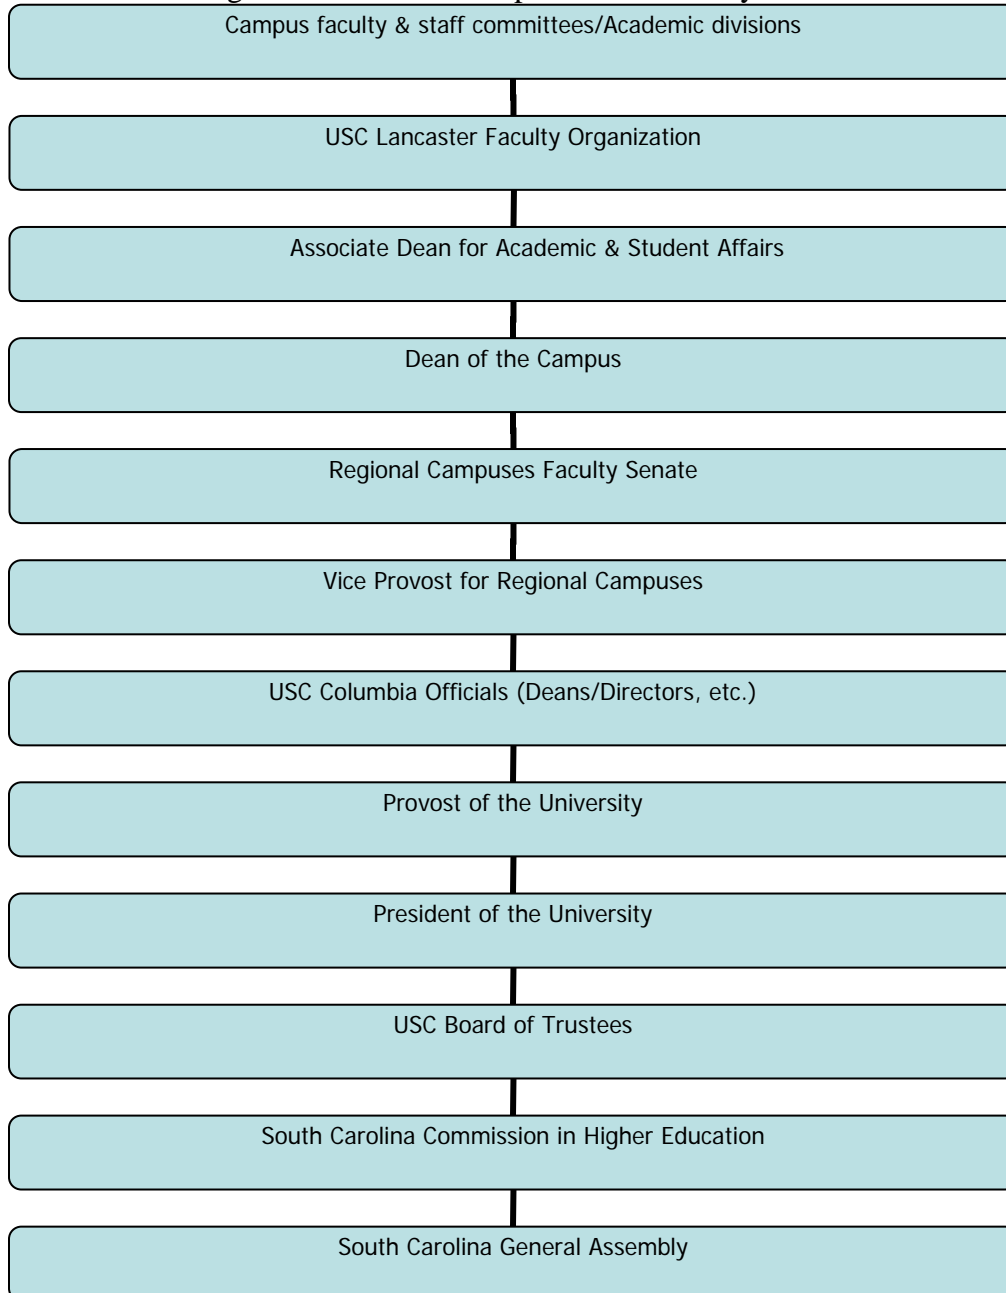 Campus faculty & staff committees/Academic divisions
USC Lancaster Faculty Organization
Associate Dean for Academic & Student Affairs
Dean of the Campus
Regional Campuses Faculty Senate
Vice Provost for Regional Campuses
USC Columbia Officials (Deans/Directors, etc.)
Provost of the University
President of the University
USC Board of Trustees
South Carolina Commission in Higher Education
South Carolina General Assembly